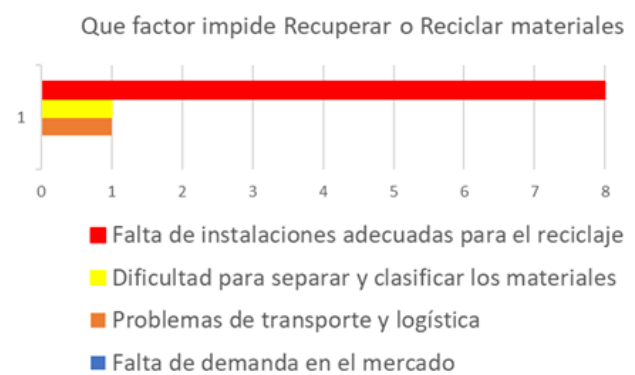 Que factor impide Recuperar o Reciclar materiales
1
0 1 2 3 4 5 6 7 8
Falta de instalaciones adecuadas para el reciclaje
Dificultad para separar y clasificar los materiales
Problemas de transporte y logística
Falta de demanda en el mercado